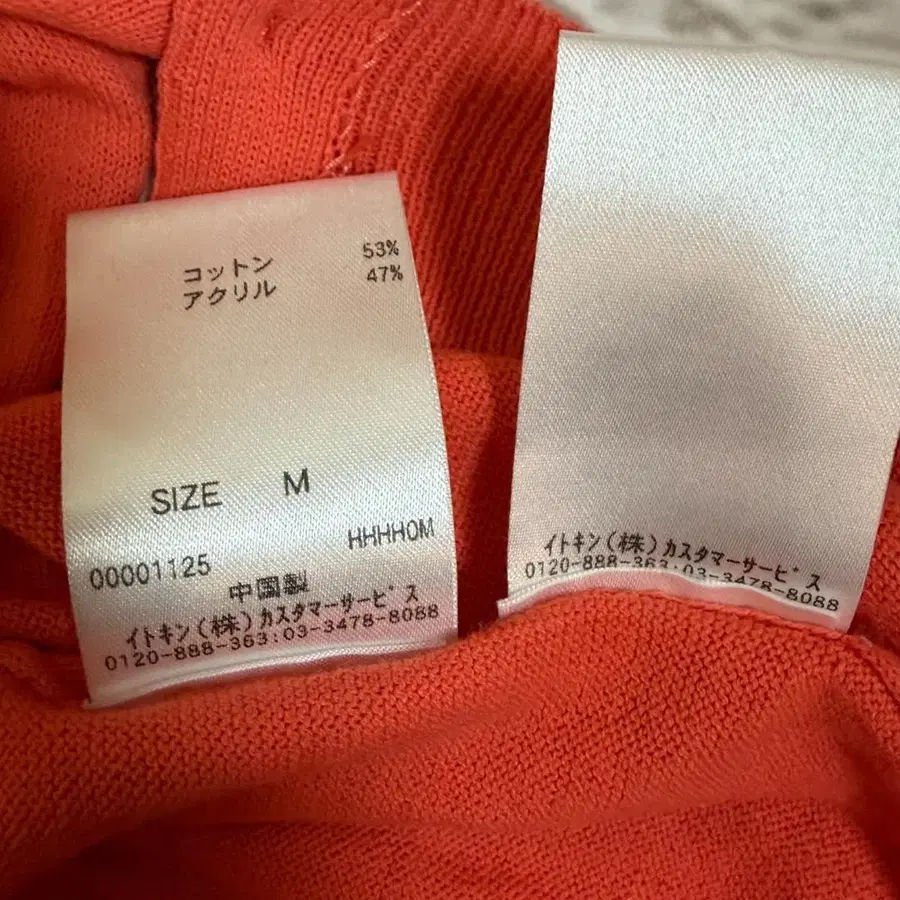 コットン 53%
アクリル 47%
SIZE M
HHHHOM
00001125
中国製
イトキン(株)カスタマーサービス
0120-888-363:03-3478-8088
イトキン(株)カスタマーサービス
0120-888-363:03-3478-8088